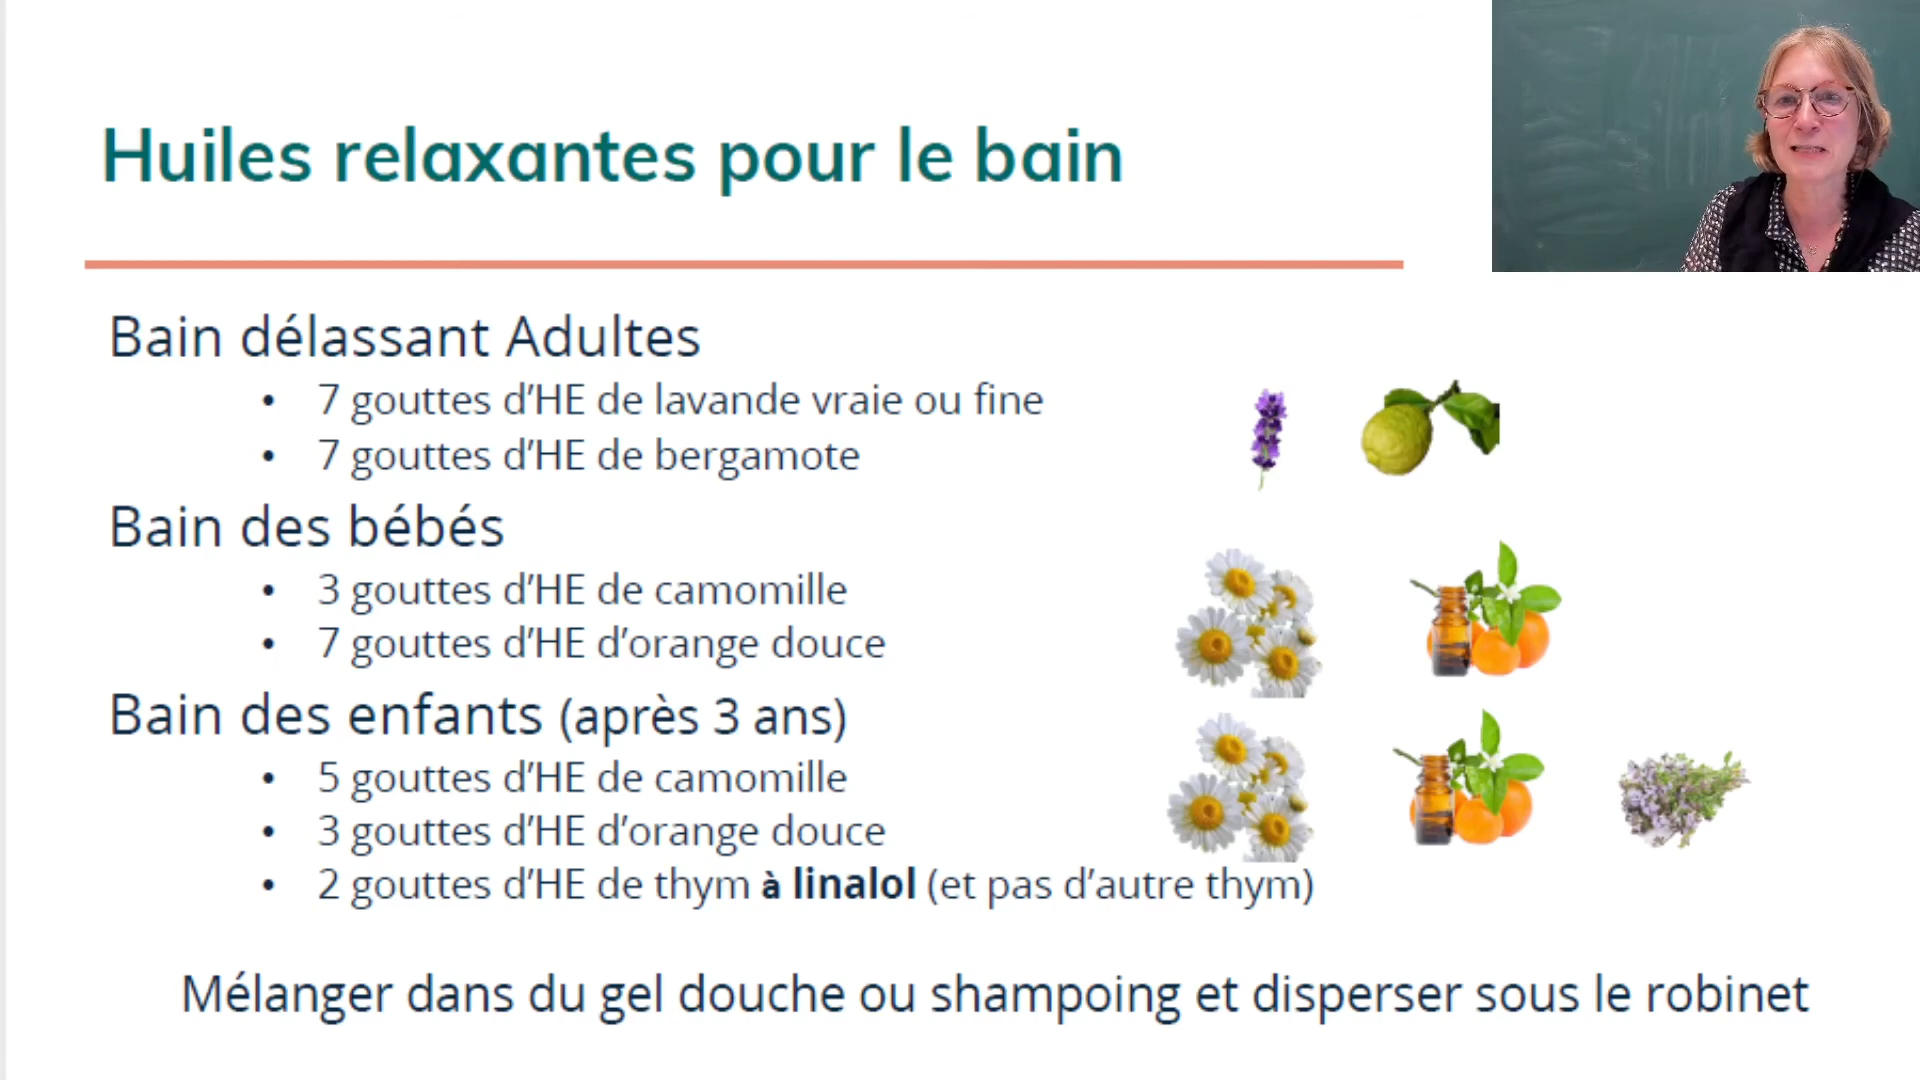 Huiles relaxantes pour le bain
Bain délassant Adultes
• 7 gouttes d’HE de lavande vraie ou fine
• 7 gouttes d’HE de bergamote
Bain des bébés
• 3 gouttes d’HE de camomille
• 7 gouttes d’HE d’orange douce
Bain des enfants (après 3 ans)
• 5 gouttes d’HE de camomille
• 3 gouttes d’HE d’orange douce
• 2 gouttes d’HE de thym à linalol (et pas d’autre thym)
Mélanger dans du gel douche ou shampoing et disperser sous le robinet